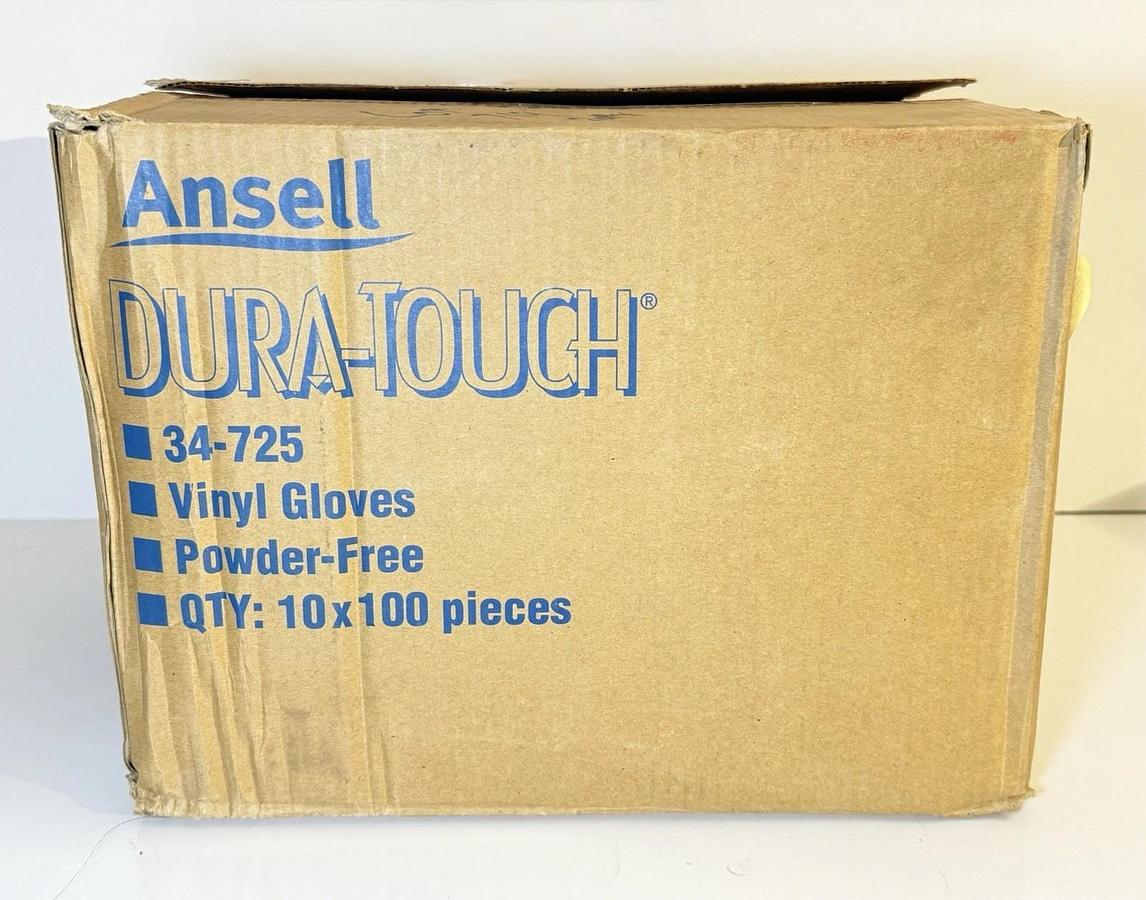 Ansell
DURA-TOUCH®
34-725
Vinyl Gloves
Powder-Free
QTY: 10x100 pieces